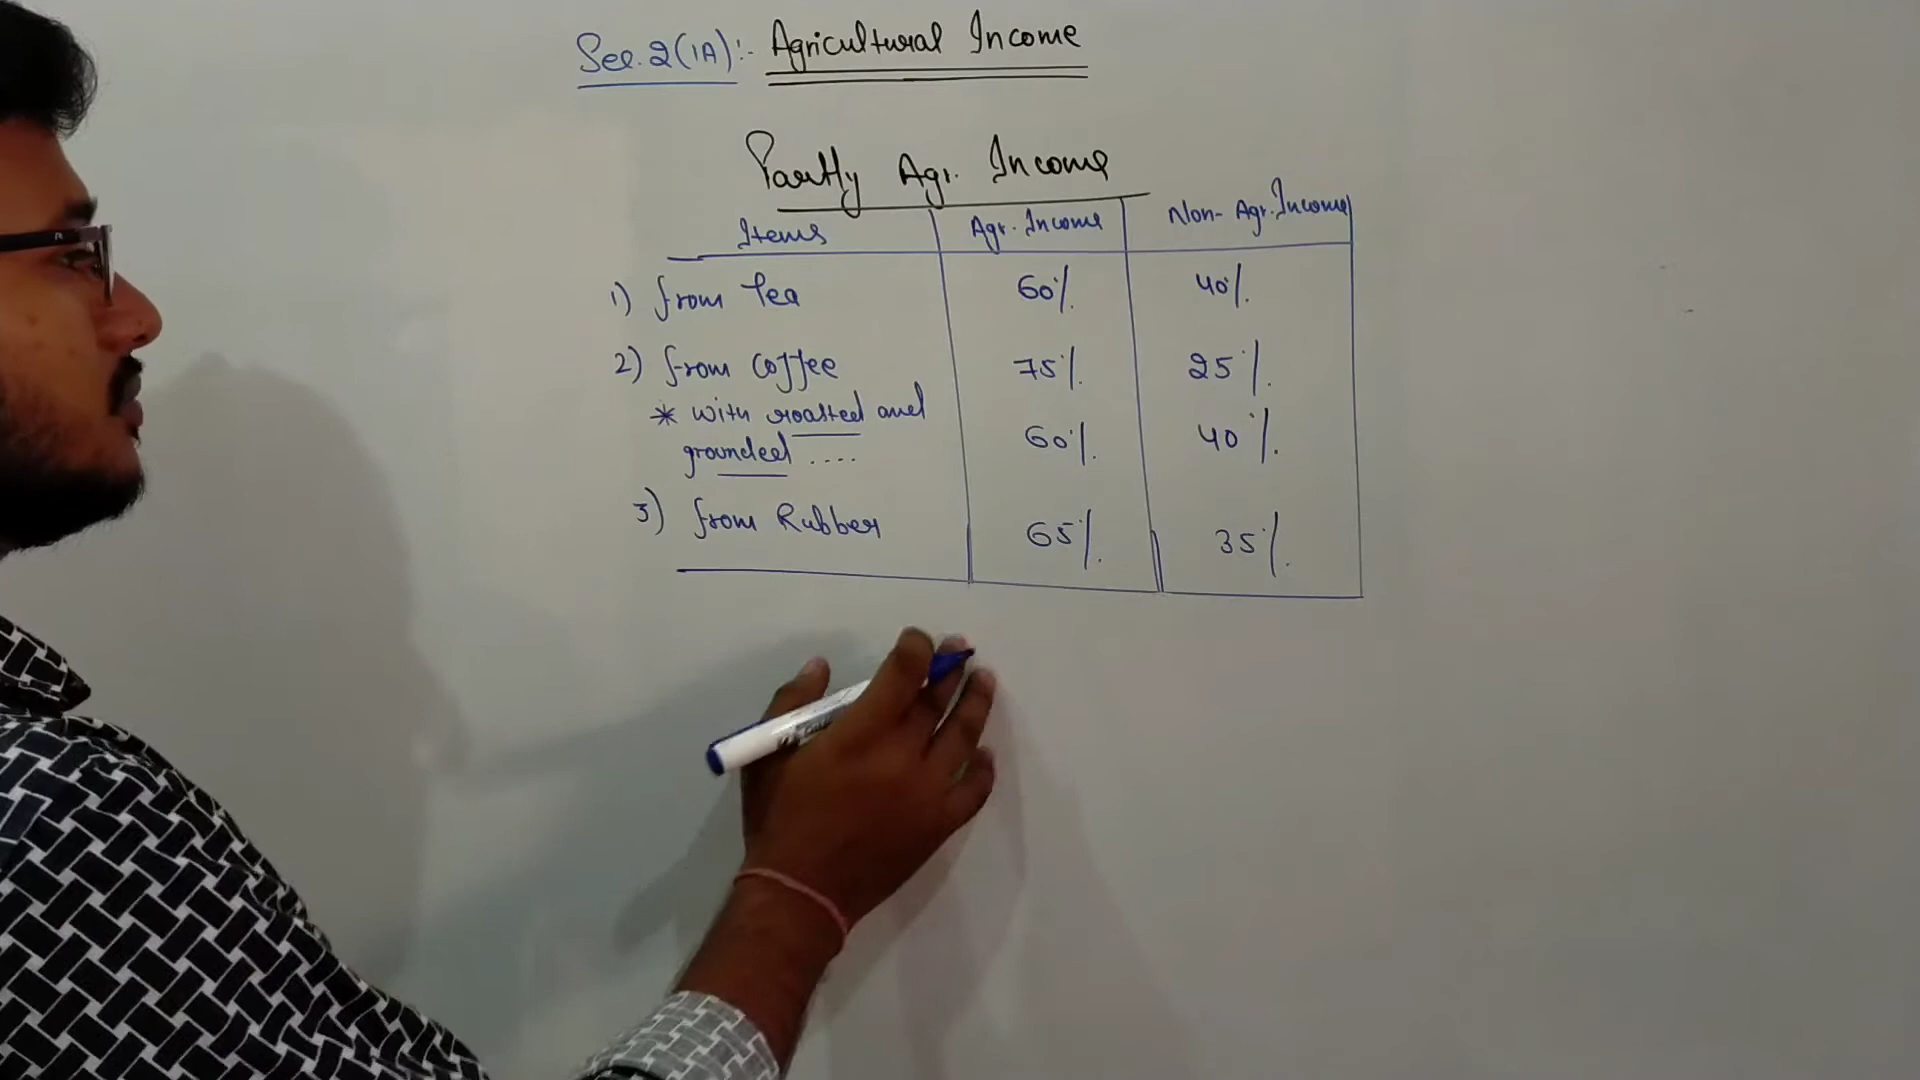 Sec. 2(1A):- Agricultural Income
Partly Agr. Income
Items Agr. Income Non-Agr. Income
1) from Tea 60% 40%
2) from Coffee 75% 25%
* with roasted and
grounded .... 60% 40%
3) from Rubber 65% 35%